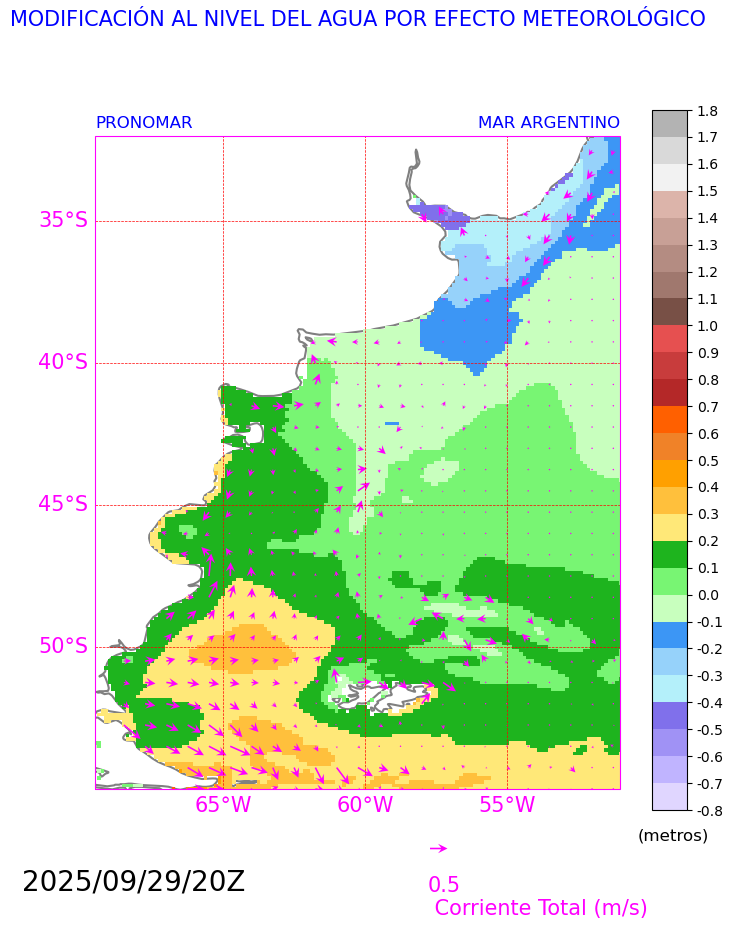 MODIFICACIÓN AL NIVEL DEL AGUA POR EFECTO METEOROLÓGICO
PRONOMAR MAR ARGENTINO
1.8
1.7
1.6
1.5
1.4
1.3
1.2
1.1
1.0
0.9
0.8
0.7
0.6
0.5
0.4
0.3
0.2
0.1
0.0
-0.1
-0.2
-0.3
-0.4
-0.5
-0.6
-0.7
-0.8
(metros)
35°S
40°S
45°S
50°S
65°W 60°W 55°W
2025/09/29/20Z
0.5
Corriente Total (m/s)